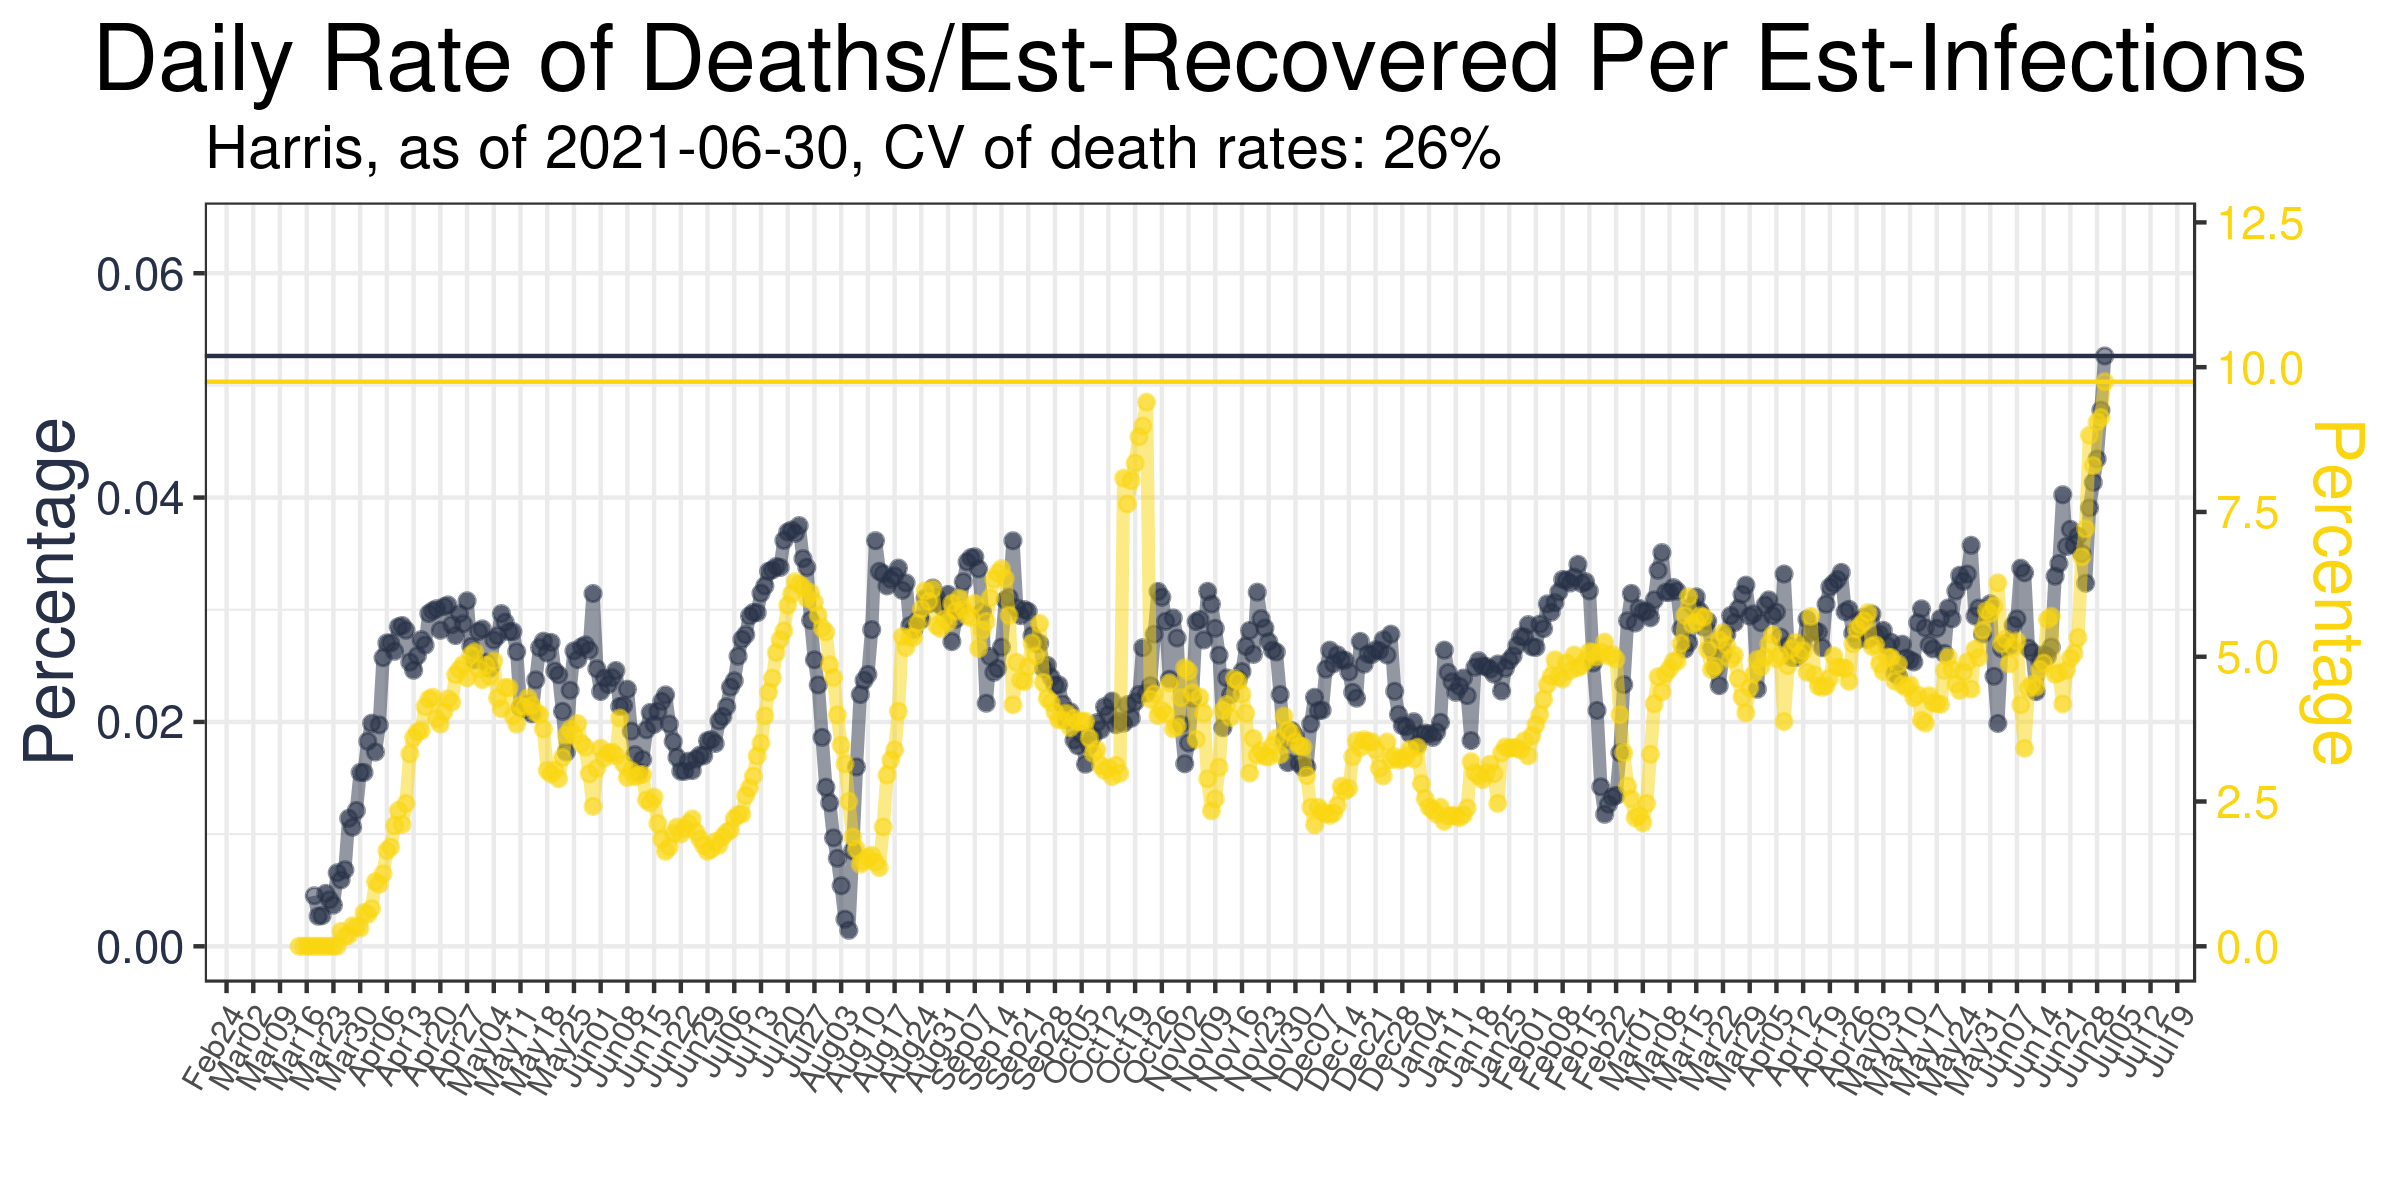 Daily Rate of Deaths/Est-Recovered Per Est-Infections
Harris, as of 2021-06-30, CV of death rates: 26%
Percentage
0.06
0.04
0.02
0.00
12.5
10.0
7.5
5.0
2.5
0.0
Percentage
Feb24
Mar02
Mar09
Mar16
Mar23
Mar30
Apr06
Apr13
Apr20
Apr27
May04
May11
May18
May25
Jun01
Jun08
Jun15
Jun22
Jun29
Jul06
Jul13
Jul20
Jul27
Aug03
Aug10
Aug17
Aug24
Aug31
Sep07
Sep14
Sep21
Sep28
Oct05
Oct12
Oct19
Oct26
Nov02
Nov09
Nov16
Nov23
Nov30
Dec07
Dec14
Dec21
Dec28
Jan04
Jan11
Jan18
Jan25
Feb01
Feb08
Feb15
Feb22
Mar01
Mar08
Mar15
Mar22
Mar29
Apr05
Apr12
Apr19
Apr26
May03
May10
May17
May24
May31
Jun07
Jun14
Jun21
Jun28
Jul05
Jul12
Jul19